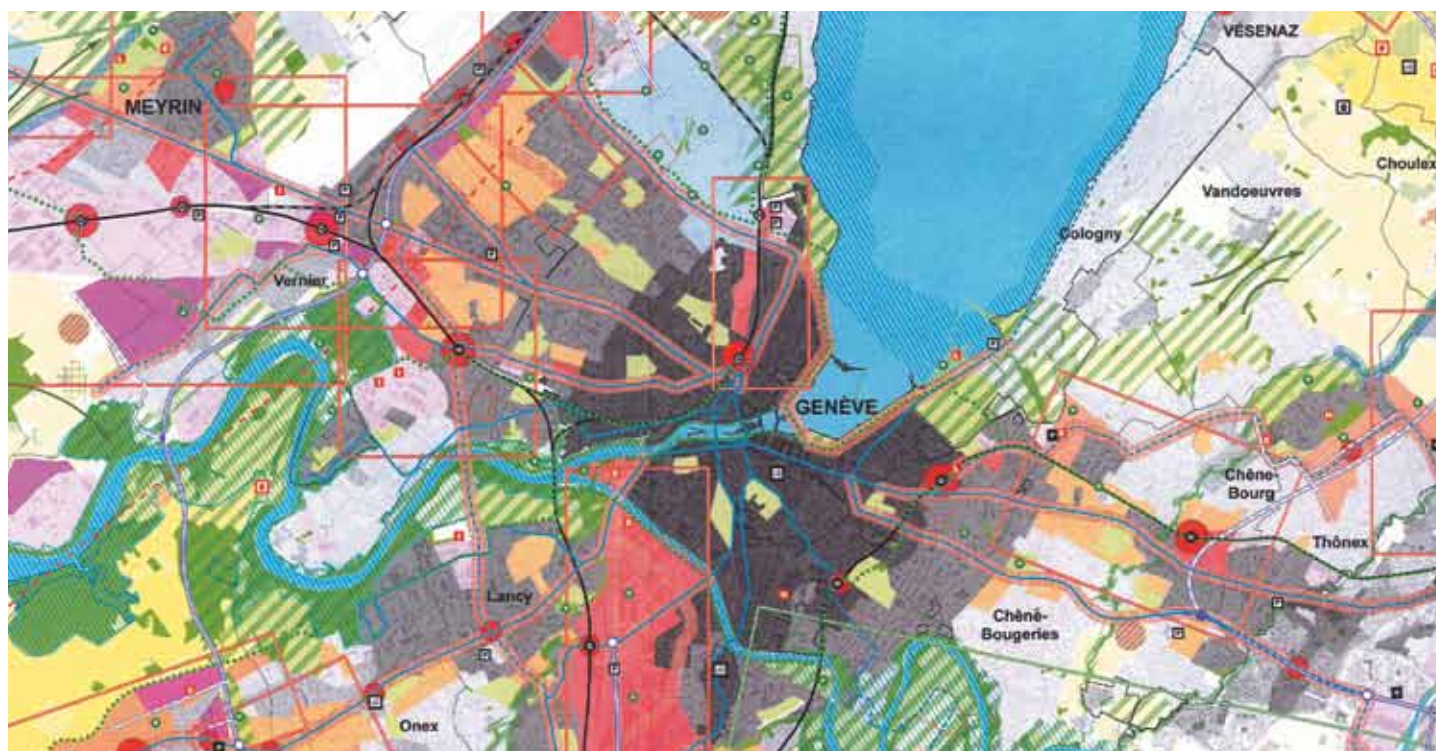 VÉSENAZ
MEYRIN
Choulex
Vandoeuvres
Cologny
Vernier
GENÈVE
Chêne-
Bourg
Thônex
Lancy
Chêne-
Bougeries
Onex